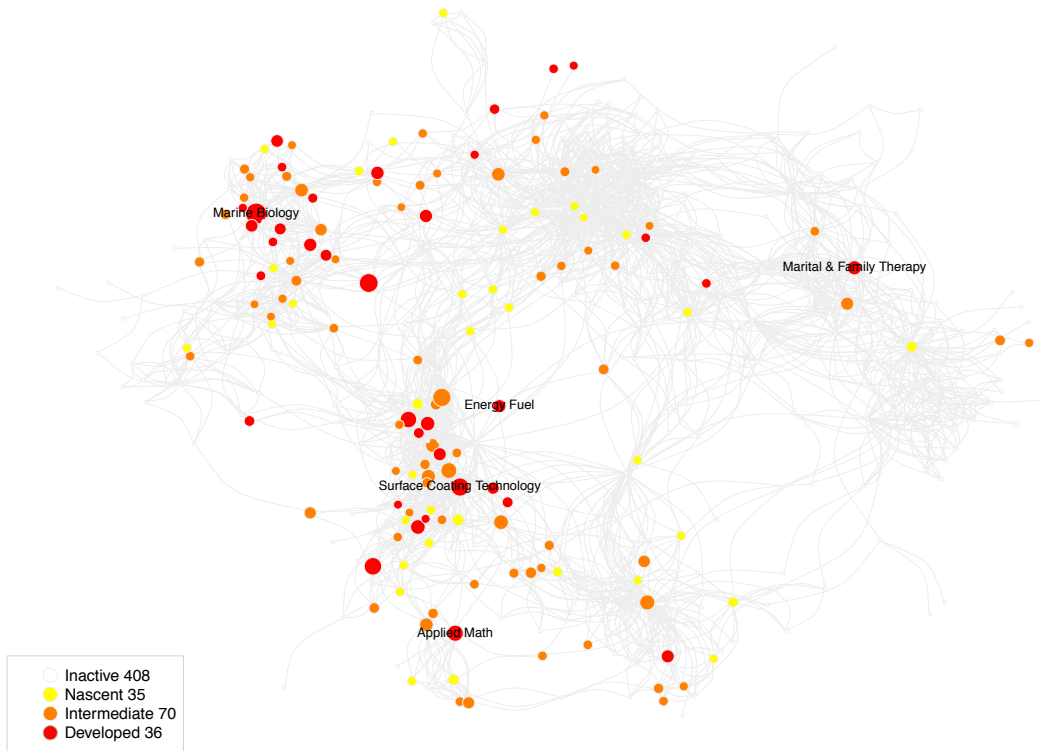 Marine Biology
Marital & Family Therapy
Energy Fuel
Surface Coating Technology
Applied Math
Inactive 408
Nascent 35
Intermediate 70
Developed 36